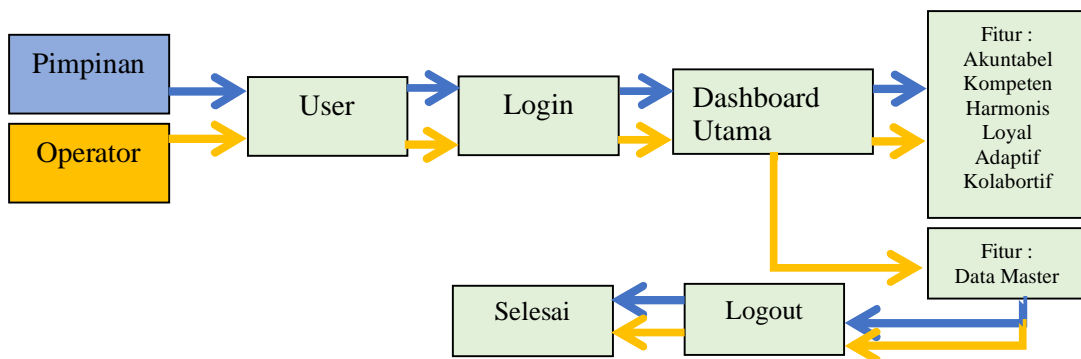 Pimpinan
Operator
User
Login
Dashboard
Utama
Fitur :
Akuntabel
Kompeten
Harmonis
Loyal
Adaptif
Kolabortif
Fitur :
Data Master
Selesai
Logout